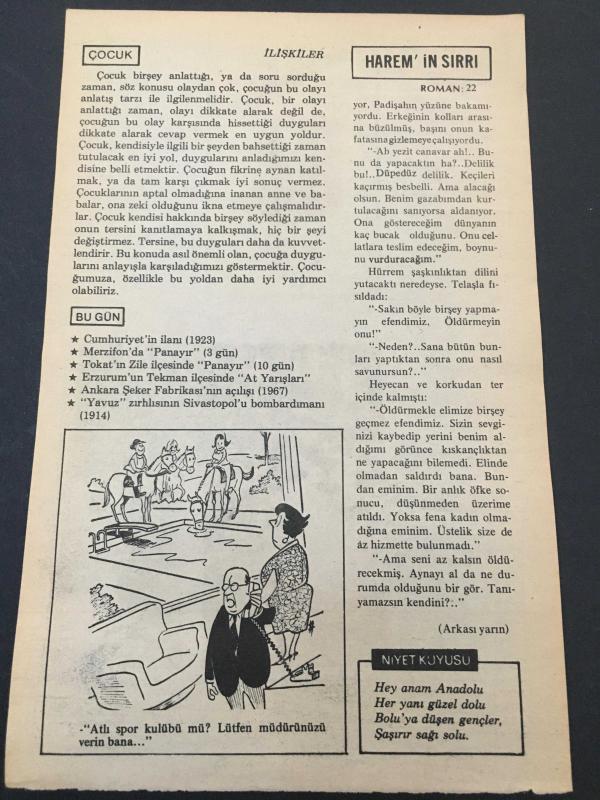 ÇOCUK
İLİŞKİLER
Çocuk birşey anlattığı, ya da soru sorduğu
zaman, söz konusu olaydan çok, çocuğun bu olayı
anlatış tarzı ile ilgilenmelidir. Çocuk, bir olayı
anlattığı zaman, olayı dikkate alarak değil de,
çocuğun bu olay karşısında hissettiği duyguları
dikkate alarak cevap vermek en uygun yoldur.
Çocuk, kendisiyle ilgili bir şeyden bahsettiği zaman
tutulacak en iyi yol, duygularını anladığımızı ken-
disine belli etmektir. Çocuğun fikrine aynan katıl-
mak, ya da tam karşı çıkmak iyi sonuç vermez.
Çocuklarının aptal olmadığına inanan anne ve ba-
balar, ona zeki olduğunu ikna etmeye çalışmalıdır-
lar. Çocuk kendisi hakkında birşey söylediği zaman
onun tersini kanıtlamaya kalkışmak, hiç bir şeyi
değiştirmez. Tersine, bu duyguları daha da kuvvet-
lendirir. Bu konuda asıl önemli olan, çocuğa duygu-
larını anlayışla karşıladığımızı göstermektir. Çocu-
ğumuza, özellikle bu yoldan daha iyi yardımcı
olabiliriz.
BU GÜN
★ Cumhuriyet'in ilanı (1923)
★ Merzifon'da "Panayır" (3 gün)
★ Tokat'ın Zile ilçesinde "Panayır" (10 gün)
★ Erzurum'un Tekman ilçesinde "At Yarışları"
★ Ankara Şeker Fabrikası'nın açılışı (1967)
★ "Yavuz" zırhlısının Sivastopol'u bombardımanı
(1914)
-"Atlı spor kulübü mü? Lütfen müdürünüzü
verin bana..."
HAREM' İN SIRRI
ROMAN: 22
yor, Padişahın yüzüne bakamı-
yordu. Erkeğinin kolları arası-
na büzülmüş, başını onun ka-
fatasına gizlemeye çalışıyordu.
"-Ah yezit canavar ah!.. Bu-
nu da yapacaktın ha?..Delilik
bu!..Düpedüz delilik. Keçileri
kaçırmış besbelli. Ama alacağı
olsun. Benim gazabımdan kur-
tulacağını sanıyorsa aldanıyor.
Ona göstereceğim dünyanın
kaç bucak olduğunu. Onu cel-
latlara teslim edeceğim, boynu-
nu vurduracağım."
Hürrem şaşkınlıktan dilini
yutacaktı neredeyse. Telaşla fı-
sıldadı:
"-Sakın böyle birşey yapma-
yın efendimiz, Öldürmeyin
onu!"
"-Neden?..Sana bütün bun-
ları yaptıktan sonra onu nasıl
savunursun?.."
Heyecan ve korkudan ter
içinde kalmıştı:
"-Öldürmekle elimize birşey
geçmez efendimiz. Sizin sevgi-
nizi kaybedip yerini benim al-
dığımı görünce kıskançlıktan
ne yapacağını bilemedi. Elinde
olmadan saldırdı bana. Bun-
dan eminim. Bir anlık öfke so-
nucu, düşünmeden üzerime
atıldı. Yoksa fena kadın olma-
dığına eminim. Üstelik size de
az hizmette bulunmadı."
"-Ama seni az kalsın öldü-
recekmiş. Aynayı al da ne du-
rumda olduğunu bir gör. Tanı-
yamazsın kendini?.."
(Arkası yarın)
NİYET KUYUSU
Hey anam Anadolu
Her yanı güzel dolu
Bolu'ya düşen gençler,
Şaşırır sağı solu.